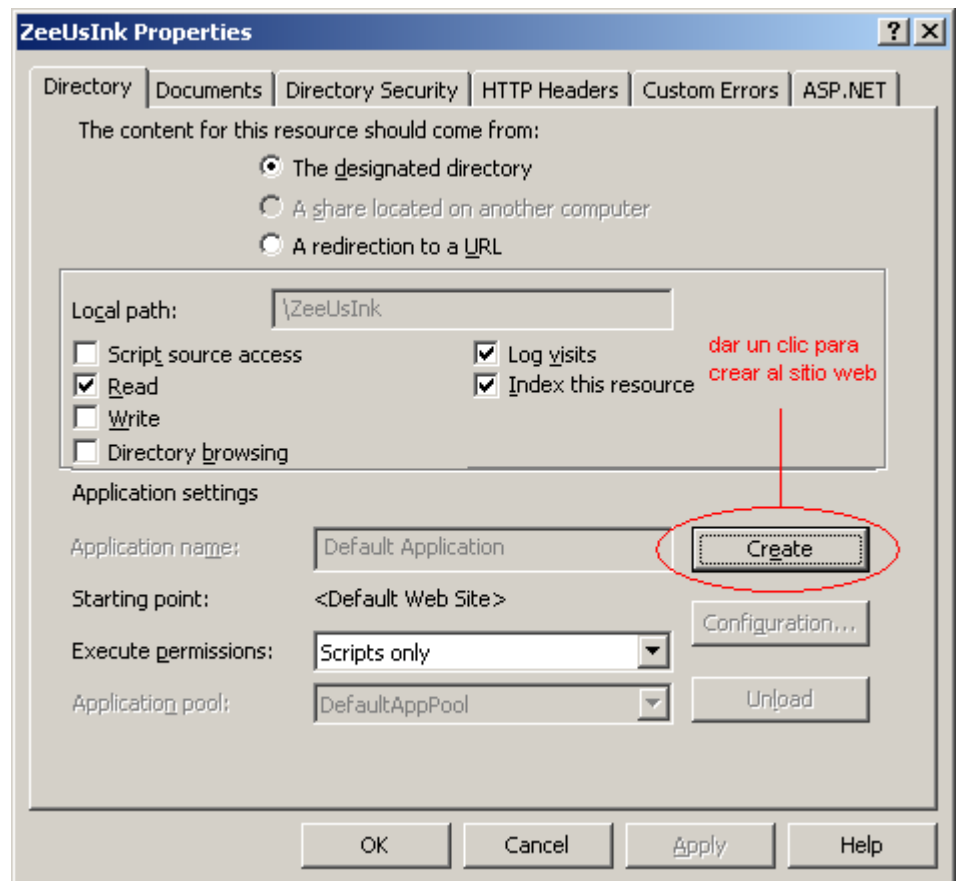 ZeeUsInk Properties
Directory Documents Directory Security HTTP Headers Custom Errors ASP.NET
The content for this resource should come from:
The designated directory
A share located on another computer
A redirection to a URL
Local path: \ZeeUsInk
Script source access
Read
Write
Directory browsing
Log visits
Index this resource
dar un clic para
crear al sitio web
Application settings
Application name: Default Application Create
Starting point: <Default Web Site>
Configuration...
Execute permissions: Scripts only
Application pool: DefaultAppPool Unload
OK Cancel Apply Help